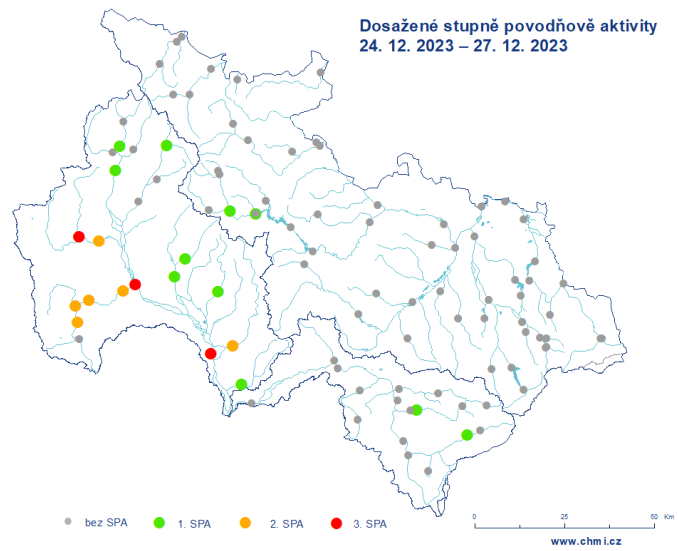 Dosažené stupně povodňově aktivity
24. 12. 2023 – 27. 12. 2023
bez SPA
1. SPA
2. SPA
3. SPA
0 25 50 Km
www.chmi.cz